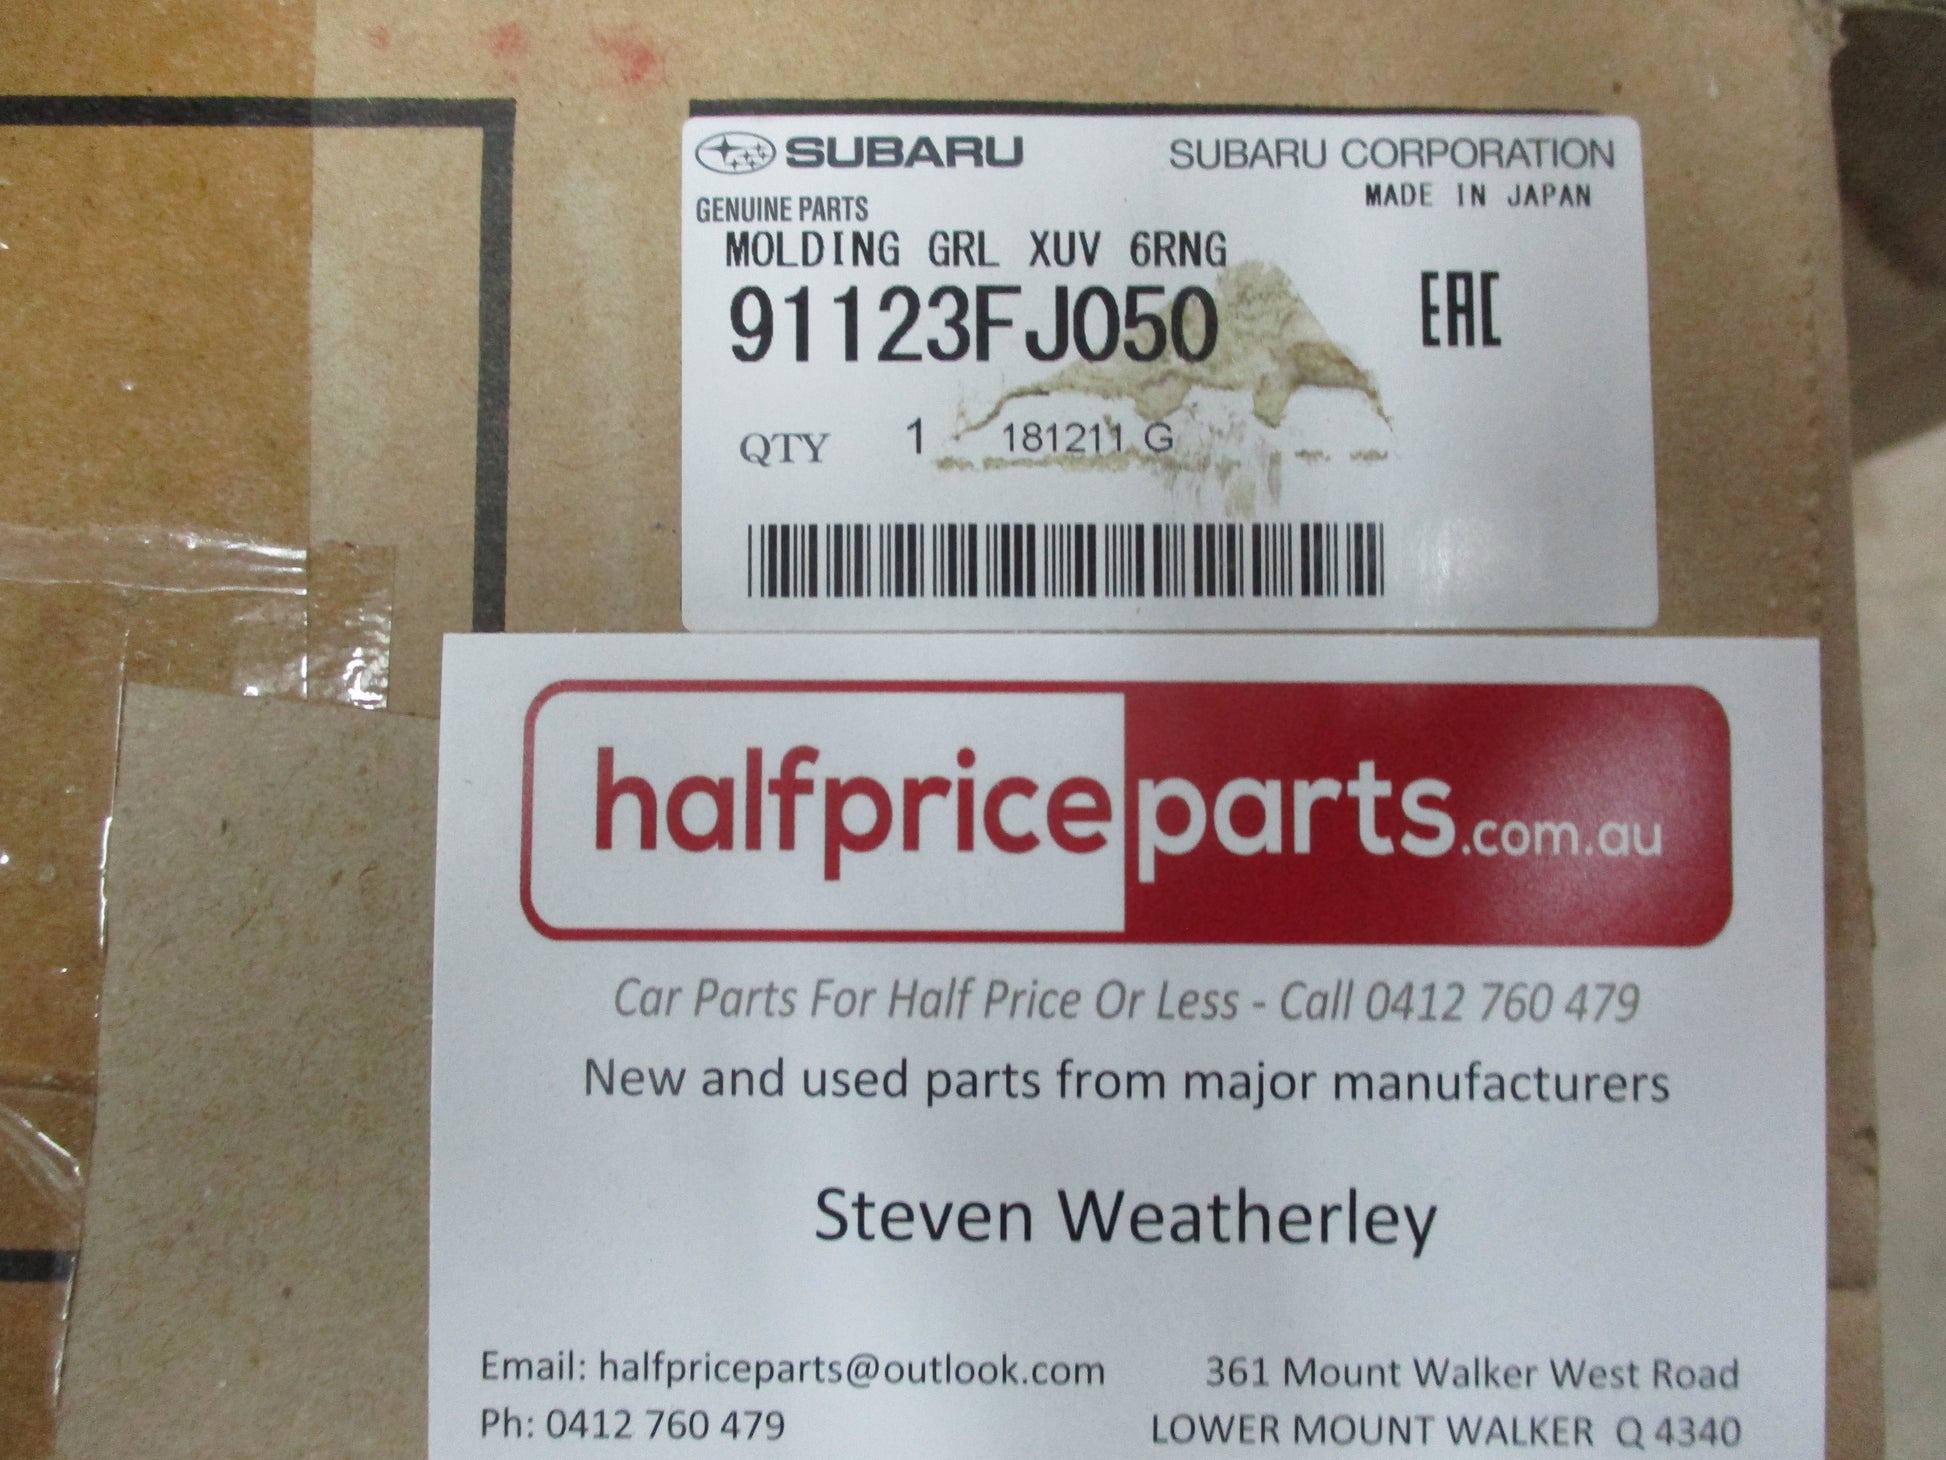 SUBARU SUBARU CORPORATION
GENUINE PARTS MADE IN JAPAN
MOLDING GRL XUV 6RNG
91123FJ050 EAC
QTY 1 181211 G
halfpriceparts.com.au
Car Parts For Half Price Or Less - Call 0412 760 479
New and used parts from major manufacturers
Steven Weatherley
Email: halfpriceparts@outlook.com 361 Mount Walker West Road
Ph: 0412 760 479 LOWER MOUNT WALKER Q 4340